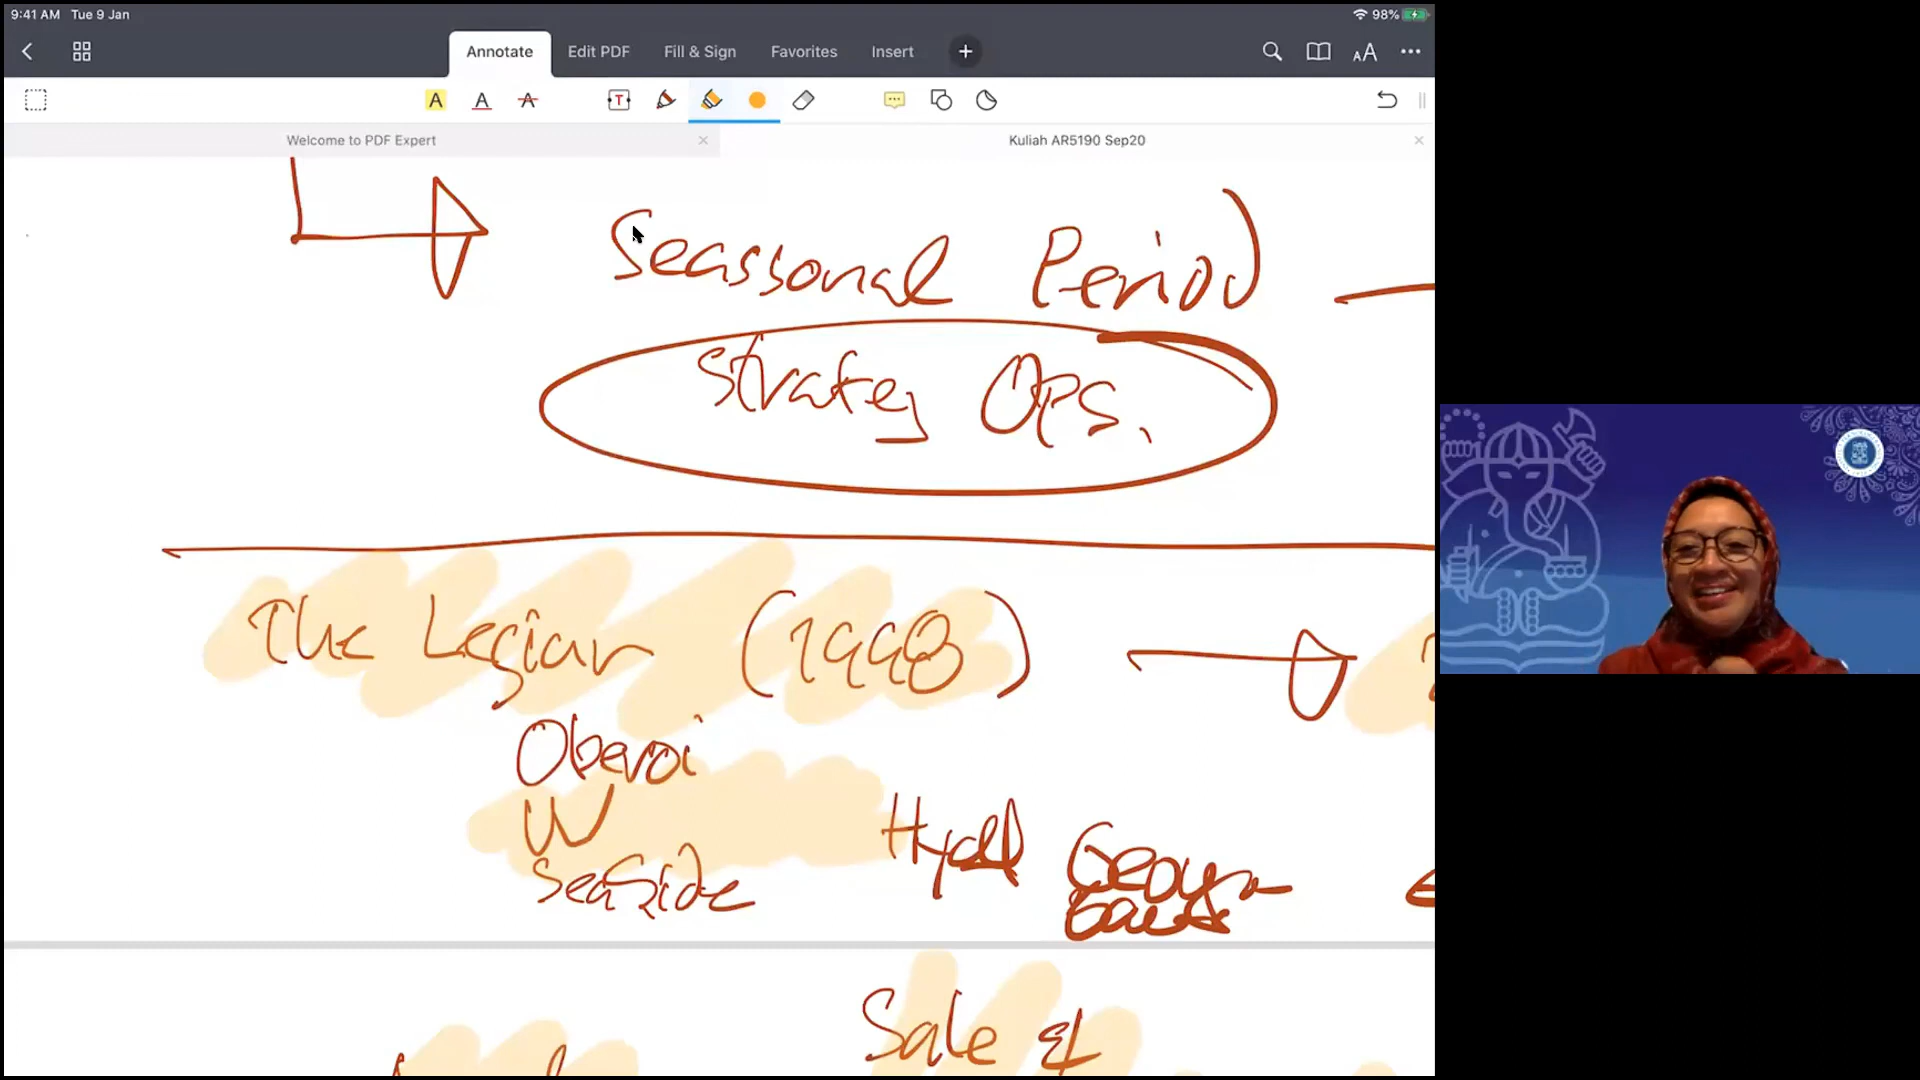 9:41 AM Tue 9 Jan 98%
Annotate Edit PDF Fill & Sign Favorites Insert
Welcome to PDF Expert
Kuliah AR5190 Sep20
Seassonal Period
Strategy Ops.
The Legian (1998)
Oberoi
W
Seaside
Hyatt
Sale &